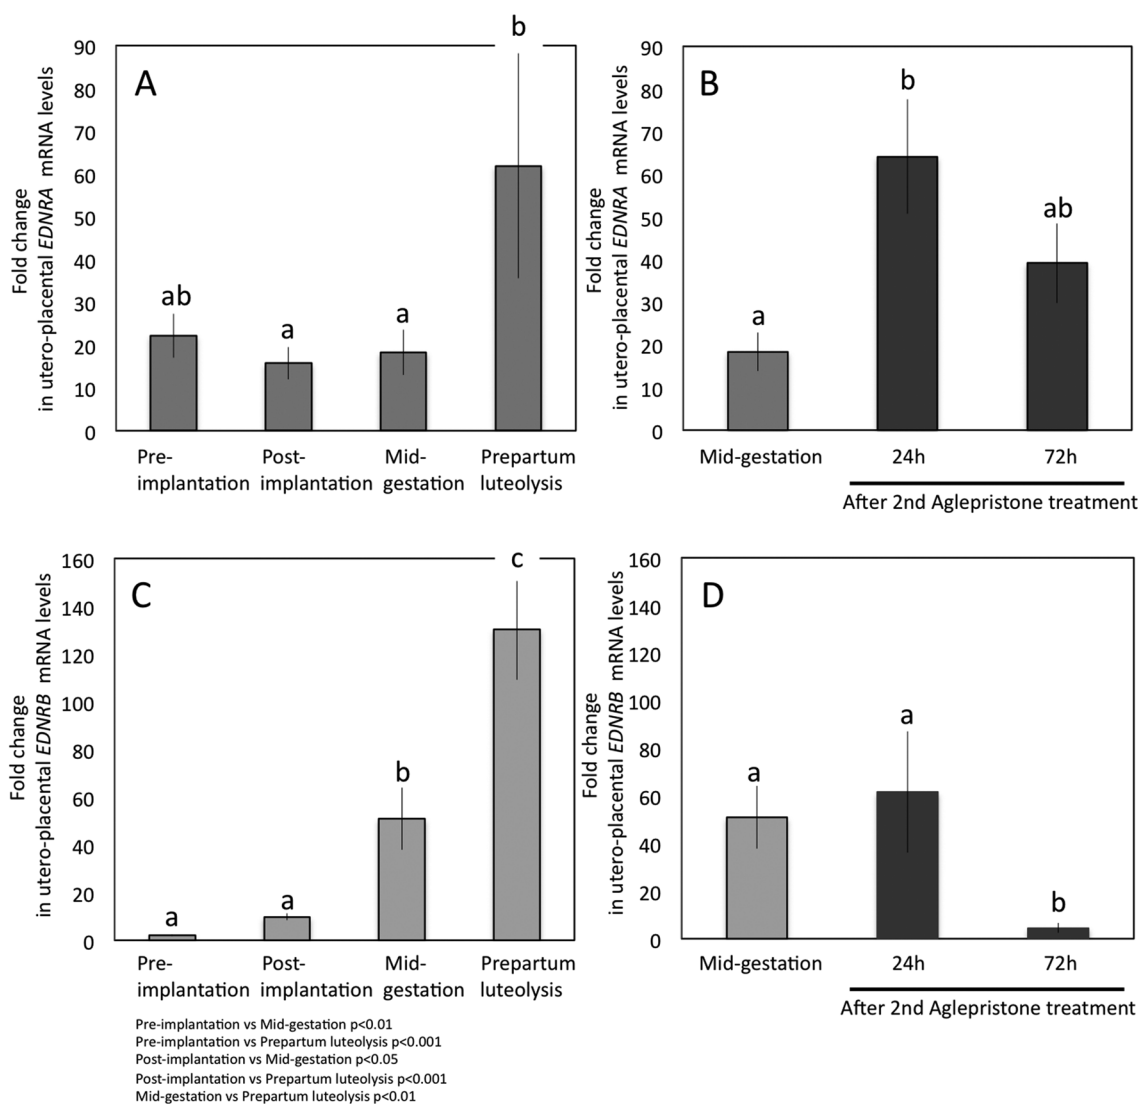 Fold change
in utero-placental EDNRA mRNA levels
90
80
70
60
50
40
30
20
10
0
A
ab
a
a
b
Pre-
implantation
Post-
implantation
Mid-
gestation
Prepartum
luteolysis
Fold change
in utero-placental EDNRA mRNA levels
90
80
70
60
50
40
30
20
10
0
B
a
b
ab
Mid-gestation
24h
72h
After 2nd Aglepristone treatment
Fold change
in utero-placental EDNRB mRNA levels
160
140
120
100
80
60
40
20
0
C
a
a
b
c
Pre-
implantation
Post-
implantation
Mid-
gestation
Prepartum
luteolysis
Pre-implantation vs Mid-gestation p<0.01
Pre-implantation vs Prepartum luteolysis p<0.001
Post-implantation vs Mid-gestation p<0.05
Post-implantation vs Prepartum luteolysis p<0.001
Mid-gestation vs Prepartum luteolysis p<0.01
Fold change
in utero-placental EDNRB mRNA levels
160
140
120
100
80
60
40
20
0
D
a
a
b
Mid-gestation
24h
72h
After 2nd Aglepristone treatment